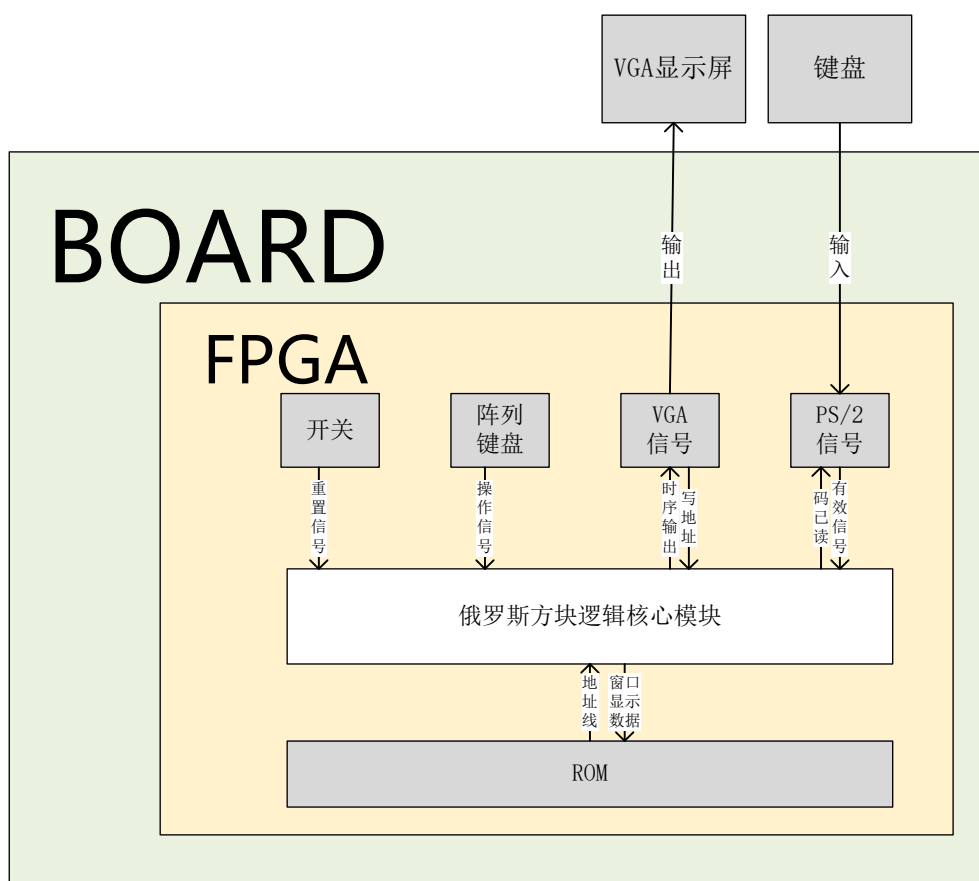 VGA显示屏
键盘
BOARD
输
出
输
入
FPGA
开关
阵列
键盘
VGA
信号
PS/2
信号
重
置
信
号
操
作
信
号
时
序
输
出
写
地
址
码
已
读
有
效
信
号
俄罗斯方块逻辑核心模块
地
址
线
窗口
显示
数据
ROM